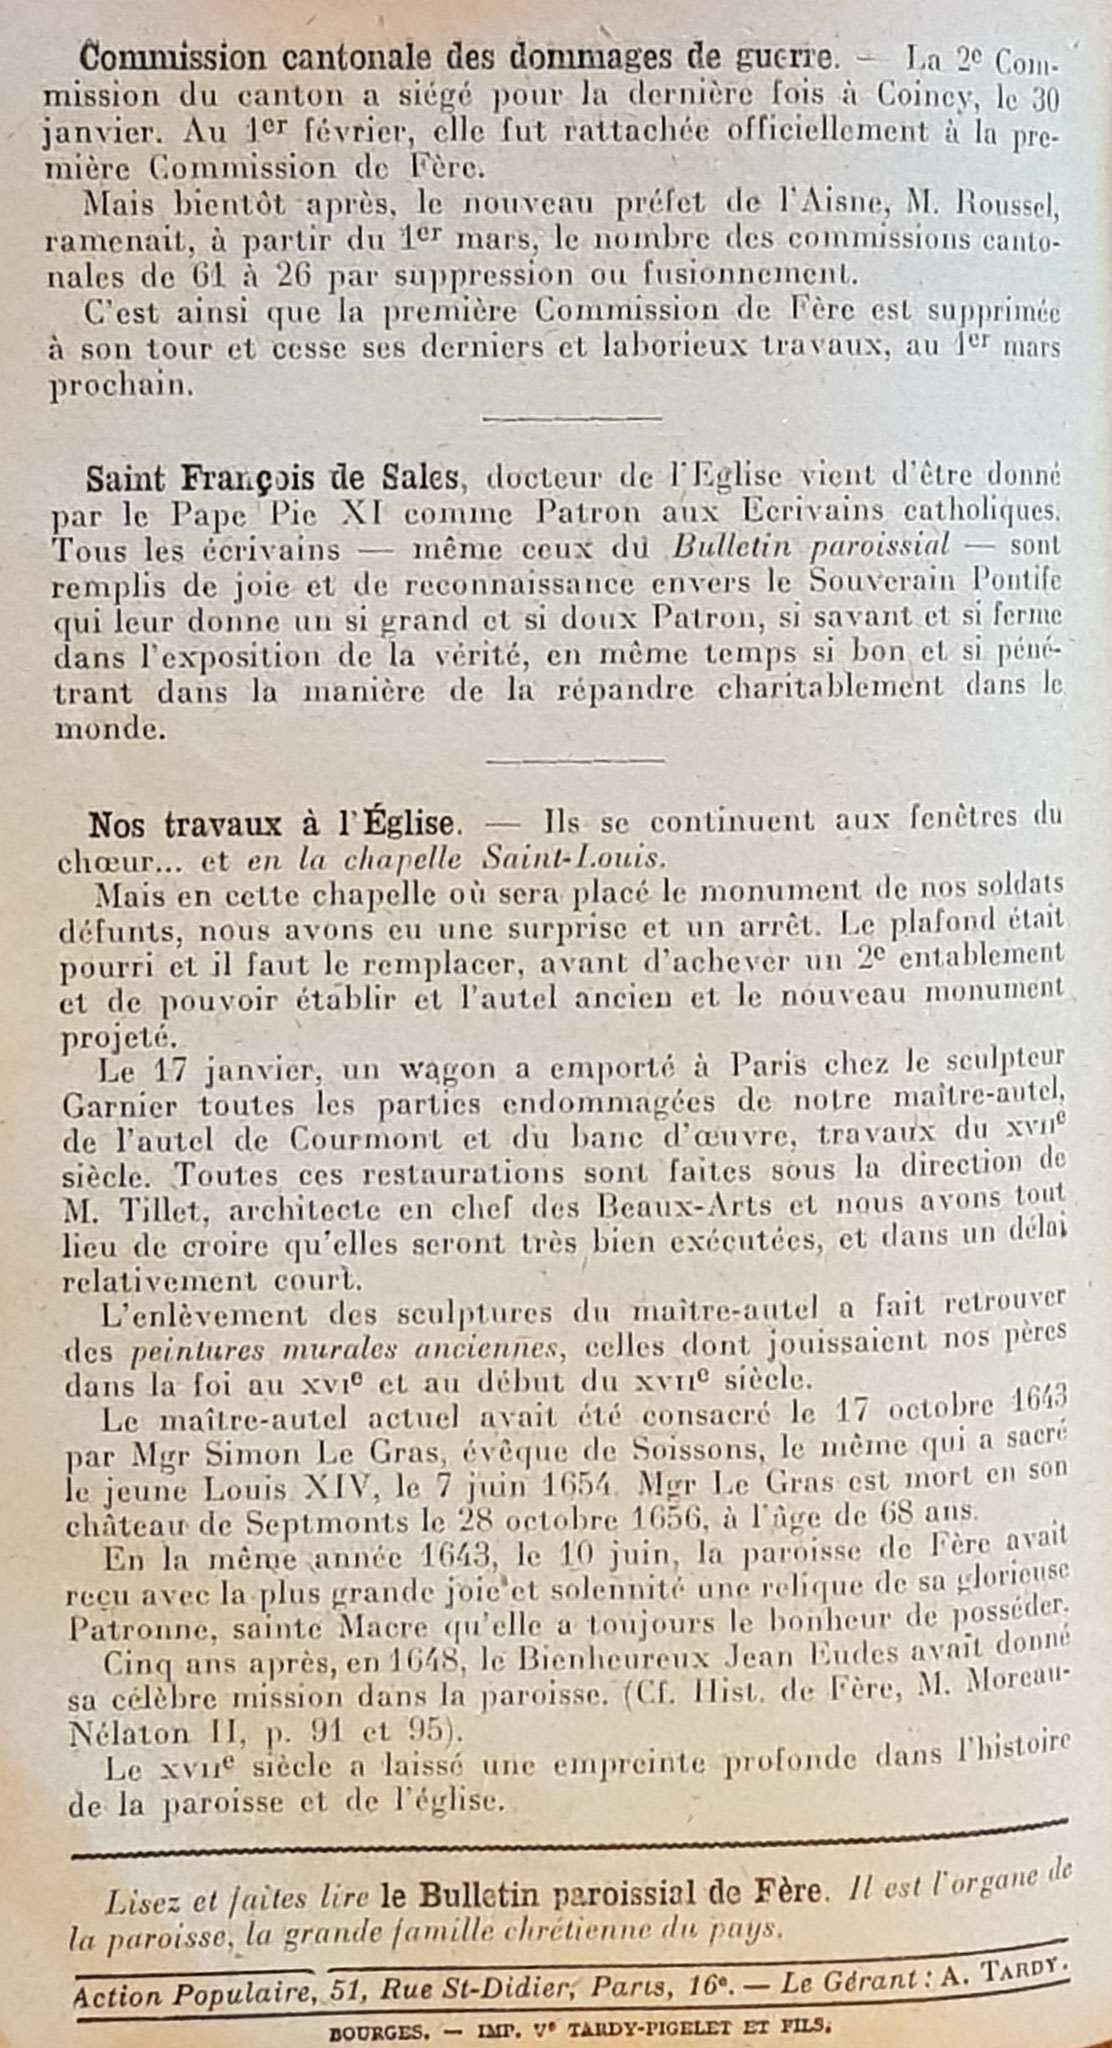 Commission cantonale des dommages de guerre. — La 2e Com-
mission du canton a siégé pour la dernière fois à Coincy, le 30
janvier. Au 1er février, elle fut rattachée officiellement à la pre-
mière Commission de Fère.
Mais bientôt après, le nouveau préfet de l'Aisne, M. Roussel,
ramenait, à partir du 1er mars, le nombre des commissions canto-
nales de 61 à 26 par suppression ou fusionnement.
C'est ainsi que la première Commission de Fère est supprimée
à son tour et cesse ses derniers et laborieux travaux, au 1er mars
prochain.
Saint François de Sales, docteur de l'Eglise vient d'être donné
par le Pape Pie XI comme Patron aux Ecrivains catholiques.
Tous les écrivains — même ceux du Bulletin paroissial — sont
remplis de joie et de reconnaissance envers le Souverain Pontife
qui leur donne un si grand et si doux Patron, si savant et si ferme
dans l'exposition de la vérité, en même temps si bon et si péné-
trant dans la manière de la répandre charitablement dans le
monde.
Nos travaux à l'Église. — Ils se continuent aux fenêtres du
chœur... et en la chapelle Saint-Louis.
Mais en cette chapelle où sera placé le monument de nos soldats
défunts, nous avons eu une surprise et un arrêt. Le plafond était
pourri et il faut le remplacer, avant d'achever un 2e entablement
et de pouvoir établir et l'autel ancien et le nouveau monument
projeté.
Le 17 janvier, un wagon a emporté à Paris chez le sculpteur
Garnier toutes les parties endommagées de notre maître-autel,
de l'autel de Courmont et du banc d'œuvre, travaux du XVIIe
siècle. Toutes ces restaurations sont faites sous la direction de
M. Tillet, architecte en chef des Beaux-Arts et nous avons tout
lieu de croire qu'elles seront très bien exécutées, et dans un délai
relativement court.
L'enlèvement des sculptures du maître-autel a fait retrouver
des peintures murales anciennes, celles dont jouissaient nos pères
dans la foi au XVIe et au début du XVIIe siècle.
Le maître-autel actuel avait été consacré le 17 octobre 1643
par Mgr Simon Le Gras, évêque de Soissons, le même qui a sacré
le jeune Louis XIV, le 7 juin 1654. Mgr Le Gras est mort en son
château de Septmonts le 28 octobre 1656, à l'âge de 68 ans.
En la même année 1643, le 10 juin, la paroisse de Fère avait
reçu avec la plus grande joie et solennité une relique de sa glorieuse
Patronne, sainte Macre qu'elle a toujours le bonheur de posséder.
Cinq ans après, en 1648, le Bienheureux Jean Eudes avait donné
sa célèbre mission dans la paroisse. (Cf. Hist. de Fère, M. Moreau-
Nélaton II, p. 91 et 95).
Le XVIIe siècle a laissé une empreinte profonde dans l'histoire
de la paroisse et de l'église.
Lisez et faites lire le Bulletin paroissial de Fère. Il est l'organe de
la paroisse, la grande famille chrétienne du pays.
Action Populaire, 51, Rue St-Didier, Paris, 16e. — Le Gérant : A. TARDY.
BOURGES. — IMP. Ve TARDY-PIGELET ET FILS.